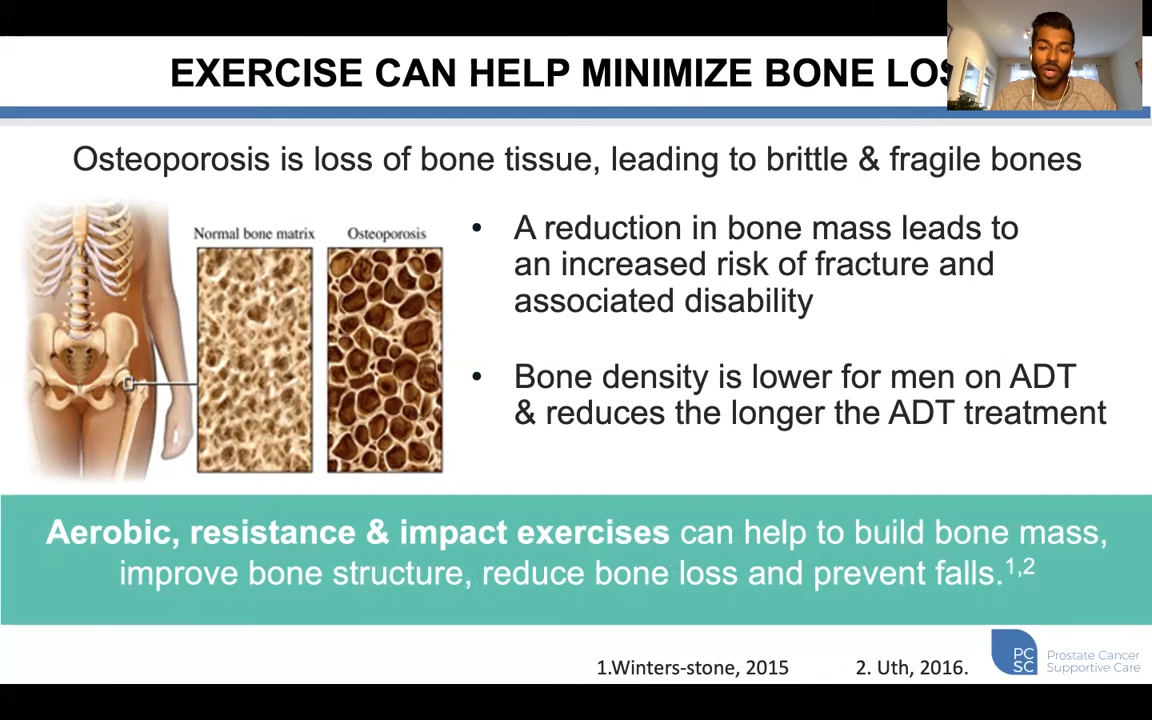 EXERCISE CAN HELP MINIMIZE BONE LOS
Osteoporosis is loss of bone tissue, leading to brittle & fragile bones
Normal bone matrix
Osteoporosis
• A reduction in bone mass leads to
an increased risk of fracture and
associated disability
• Bone density is lower for men on ADT
& reduces the longer the ADT treatment
Aerobic, resistance & impact exercises can help to build bone mass,
improve bone structure, reduce bone loss and prevent falls.1,2
1.Winters-stone, 2015
2. Uth, 2016.
PC
SC
Prostate Cancer
Supportive Care